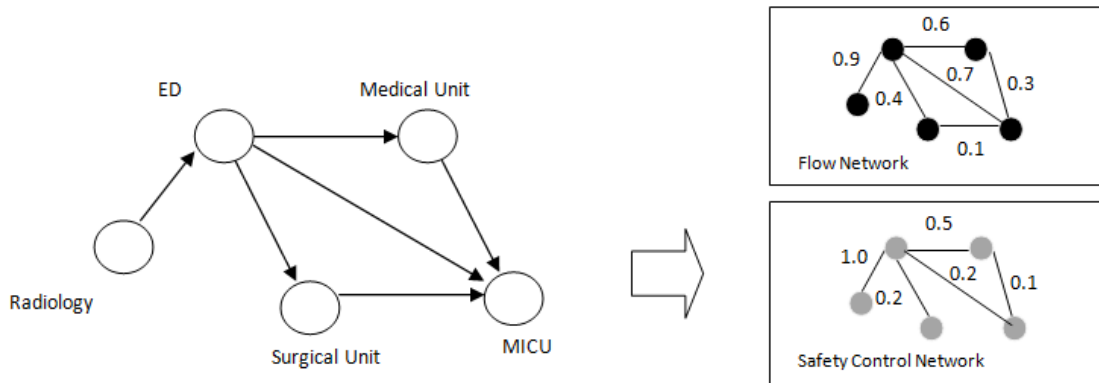 ED
Medical Unit
Radiology
Surgical Unit
MICU
0.6
0.9
0.7
0.3
0.4
0.1
Flow Network
0.5
1.0
0.2
0.1
0.2
Safety Control Network